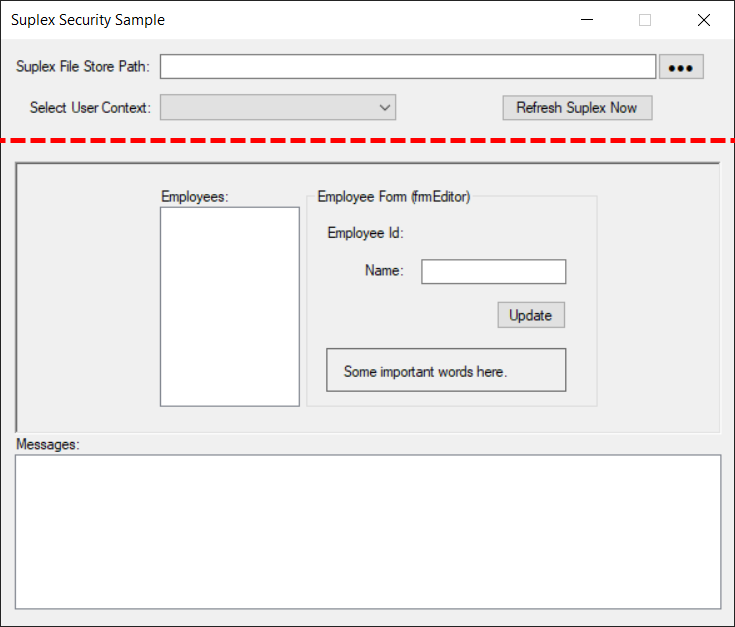 Suplex Security Sample
Suplex File Store Path:
Select User Context:
Refresh Suplex Now
Employees:
Employee Form (frmEditor)
Employee Id:
Name:
Update
Some important words here.
Messages: